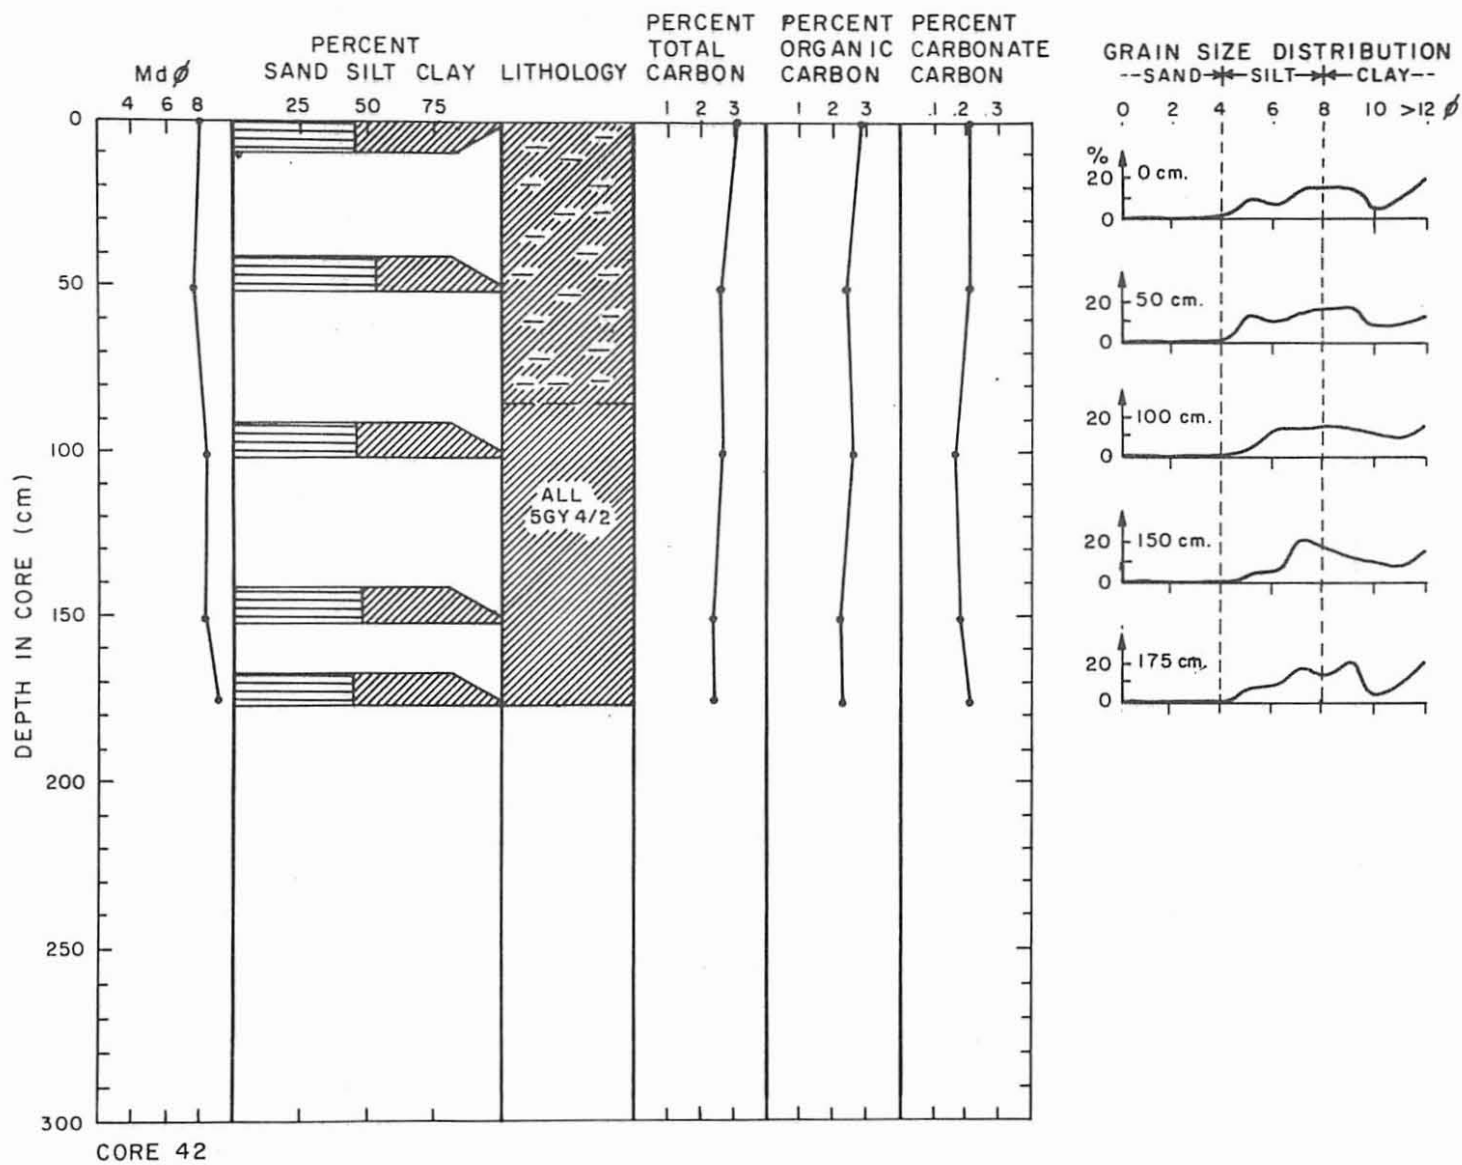 PERCENT PERCENT PERCENT
PERCENT TOTAL ORGANIC CARBONATE GRAIN SIZE DISTRIBUTION
Mdϕ SAND SILT CLAY LITHOLOGY CARBON CARBON CARBON --SAND→←SILT→←CLAY--
4 6 8 25 50 75 1 2 3 1 2 3 .1 .2 .3 0 2 4 6 8 10 >12 ϕ
0
%
20 0 cm.
0
50
20 50 cm.
0
100
20 100 cm.
0
ALL
5GY 4/2
150
20 150 cm.
0
20 175 cm.
0
200
250
300
DEPTH IN CORE (cm)
CORE 42